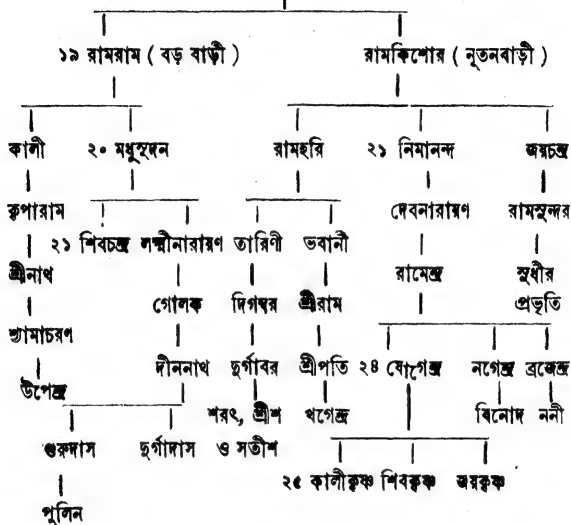 ১৯ রামরাম ( বড় বাড়ী ) রামকিশোর ( নূতনবাড়ী )
কালী ২০ মধুসূদন রামহরি ২১ নিমানন্দ জয়চন্দ্র
কৃপারাম দেবনারায়ণ রামসুন্দর
২১ শিবচন্দ্র লক্ষ্মীনারায়ণ তারিণী ভবানী
শ্রীনাথ রামেন্দ্র সুধীর
গোলক দিগম্বর শ্রীরাম প্রভৃতি
শ্যামাচরণ
দীননাথ দুর্গাবর শ্রীপতি ২৪ যোগেন্দ্র নগেন্দ্র ব্রজেন্দ্র
উপেন্দ্র
শরৎ, শ্রীশ খগেন্দ্র বিনোদ ননী
গুরুদাস দুর্গাদাস ও সতীশ
২৫ কালীকৃষ্ণ শিবকৃষ্ণ জয়কৃষ্ণ
পুলিন